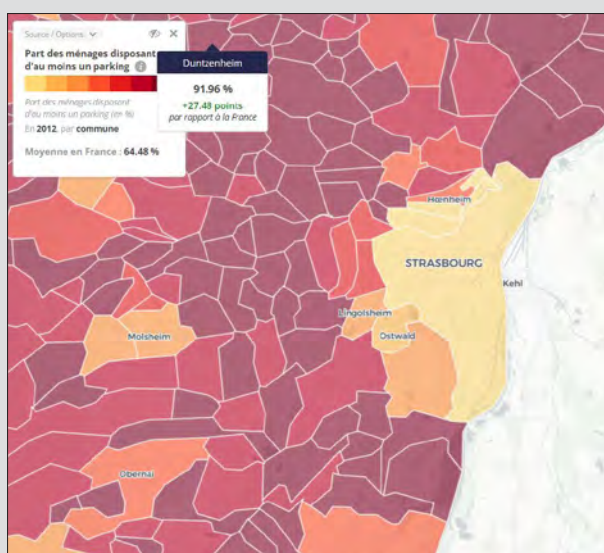 Source / Options
Part des ménages disposant
d'au moins un parking
Part des ménages disposant
d'au moins un parking (en %)
En 2012, par commune
Moyenne en France : 64.48 %
Duntzenheim
91.96 %
+27.48 points
par rapport à la France
Hœnheim
STRASBOURG
Kehl
Lingolsheim
Ostwald
Molsheim
Obernai